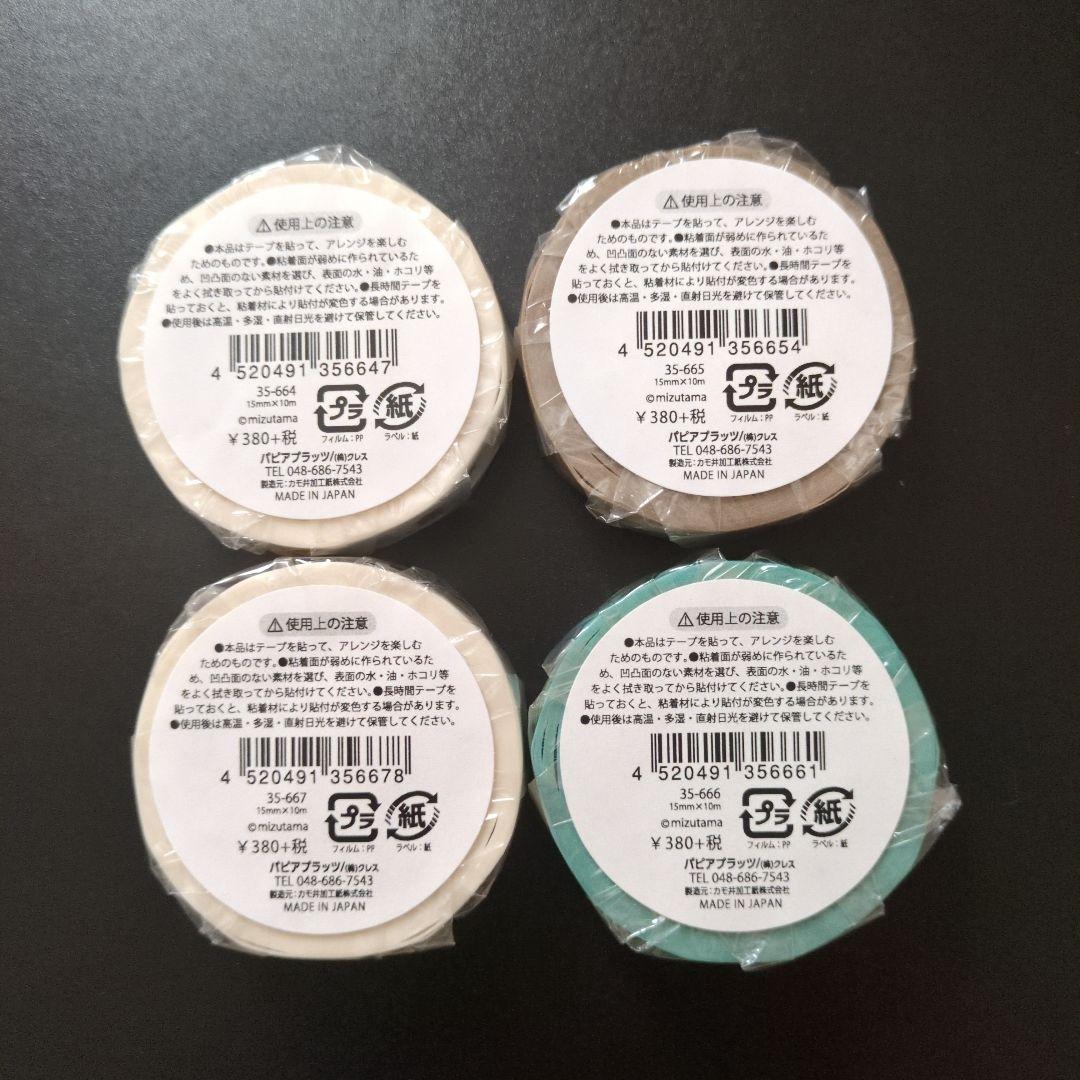 ⚠使用上の注意
●本品はテープを貼って、アレンジを楽しむ
ためのものです。●粘着面が弱めに作られているた
め、凹凸面のない素材を選び、表面の水・油・ホコリ等
をよく拭き取ってから貼付けてください。●長時間テープを
貼っておくと、粘着材により貼付が変色する場合があります。
●使用後は高温・多湿・直射日光を避けて保管してください。
4 520491 356647
35-664
15mm×10m
©mizutama
¥380+税
プラ
フィルム：PP
紙
ラベル：紙
パピアプラッツ/(株)クレス
TEL 048-686-7543
製造元：カモ井加工紙株式会社
MADE IN JAPAN
⚠使用上の注意
●本品はテープを貼って、アレンジを楽しむ
ためのものです。●粘着面が弱めに作られているた
め、凹凸面のない素材を選び、表面の水・油・ホコリ等
をよく拭き取ってから貼付けてください。●長時間テープを
貼っておくと、粘着材により貼付が変色する場合があります。
●使用後は高温・多湿・直射日光を避けて保管してください。
4 520491 356654
35-665
15mm×10m
©mizutama
¥380+税
プラ
フィルム：PP
紙
ラベル：紙
パピアプラッツ/(株)クレス
TEL 048-686-7543
製造元：カモ井加工紙株式会社
MADE IN JAPAN
⚠使用上の注意
●本品はテープを貼って、アレンジを楽しむ
ためのものです。●粘着面が弱めに作られているた
め、凹凸面のない素材を選び、表面の水・油・ホコリ等
をよく拭き取ってから貼付けてください。●長時間テープを
貼っておくと、粘着材により貼付が変色する場合があります。
●使用後は高温・多湿・直射日光を避けて保管してください。
4 520491 356678
35-667
15mm×10m
©mizutama
¥380+税
プラ
フィルム：PP
紙
ラベル：紙
パピアプラッツ/(株)クレス
TEL 048-686-7543
製造元：カモ井加工紙株式会社
MADE IN JAPAN
⚠使用上の注意
●本品はテープを貼って、アレンジを楽しむ
ためのものです。●粘着面が弱めに作られているた
め、凹凸面のない素材を選び、表面の水・油・ホコリ等
をよく拭き取ってから貼付けてください。●長時間テープを
貼っておくと、粘着材により貼付が変色する場合があります。
●使用後は高温・多湿・直射日光を避けて保管してください。
4 520491 356661
35-666
15mm×10m
©mizutama
¥380+税
プラ
フィルム：PP
紙
ラベル：紙
パピアプラッツ/(株)クレス
TEL 048-686-7543
製造元：カモ井加工紙株式会社
MADE IN JAPAN